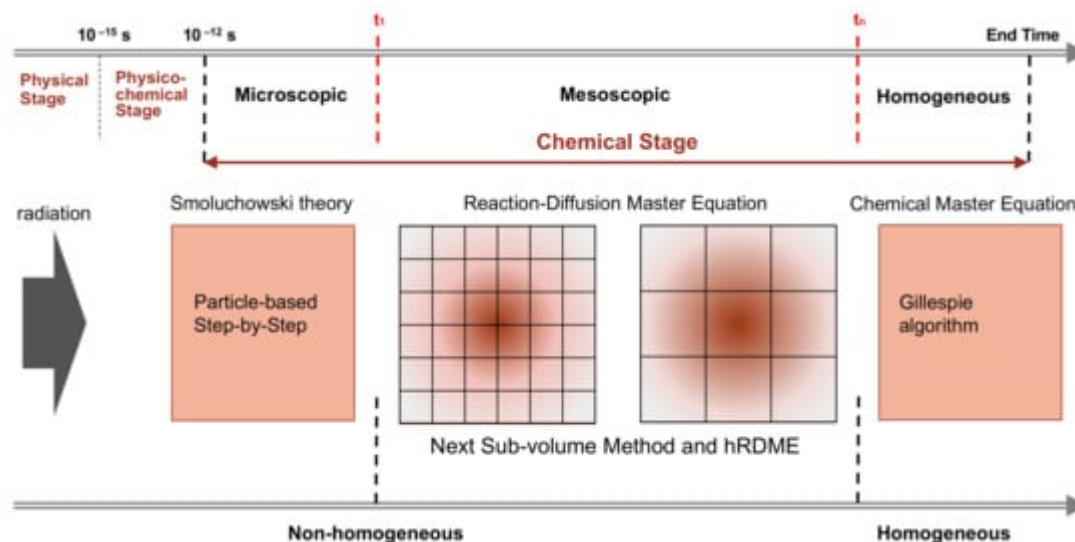 10⁻¹⁵ s
10⁻¹² s
t₁
tₙ
End Time
Physical
Stage
Physico-
chemical
Stage
Microscopic
Mesoscopic
Homogeneous
Chemical Stage
radiation
Smoluchowski theory
Reaction-Diffusion Master Equation
Chemical Master Equation
Particle-based
Step-by-Step
Gillespie
algorithm
Next Sub-volume Method and hRDME
Non-homogeneous
Homogeneous